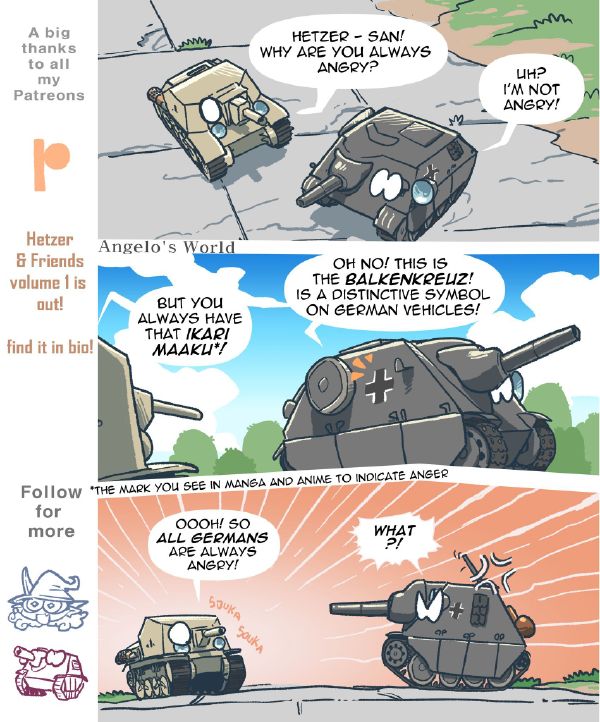 A big
thanks
to all
my
Patreons
Hetzer
& Friends
volume 1 is
out!
find it in bio!
Follow
for
more
HETZER - SAN!
WHY ARE YOU ALWAYS
ANGRY?
UH?
I'M NOT
ANGRY!
Angelo's World
BUT YOU
ALWAYS HAVE
THAT IKARI
MAAKU*!
OH NO! THIS IS
THE BALKENKREUZ!
IS A DISTINCTIVE SYMBOL
ON GERMAN VEHICLES!
*THE MARK YOU SEE IN MANGA AND ANIME TO INDICATE ANGER
OOOH! SO
ALL GERMANS
ARE ALWAYS
ANGRY!
WHAT
?!
SOUKA
SOUKA